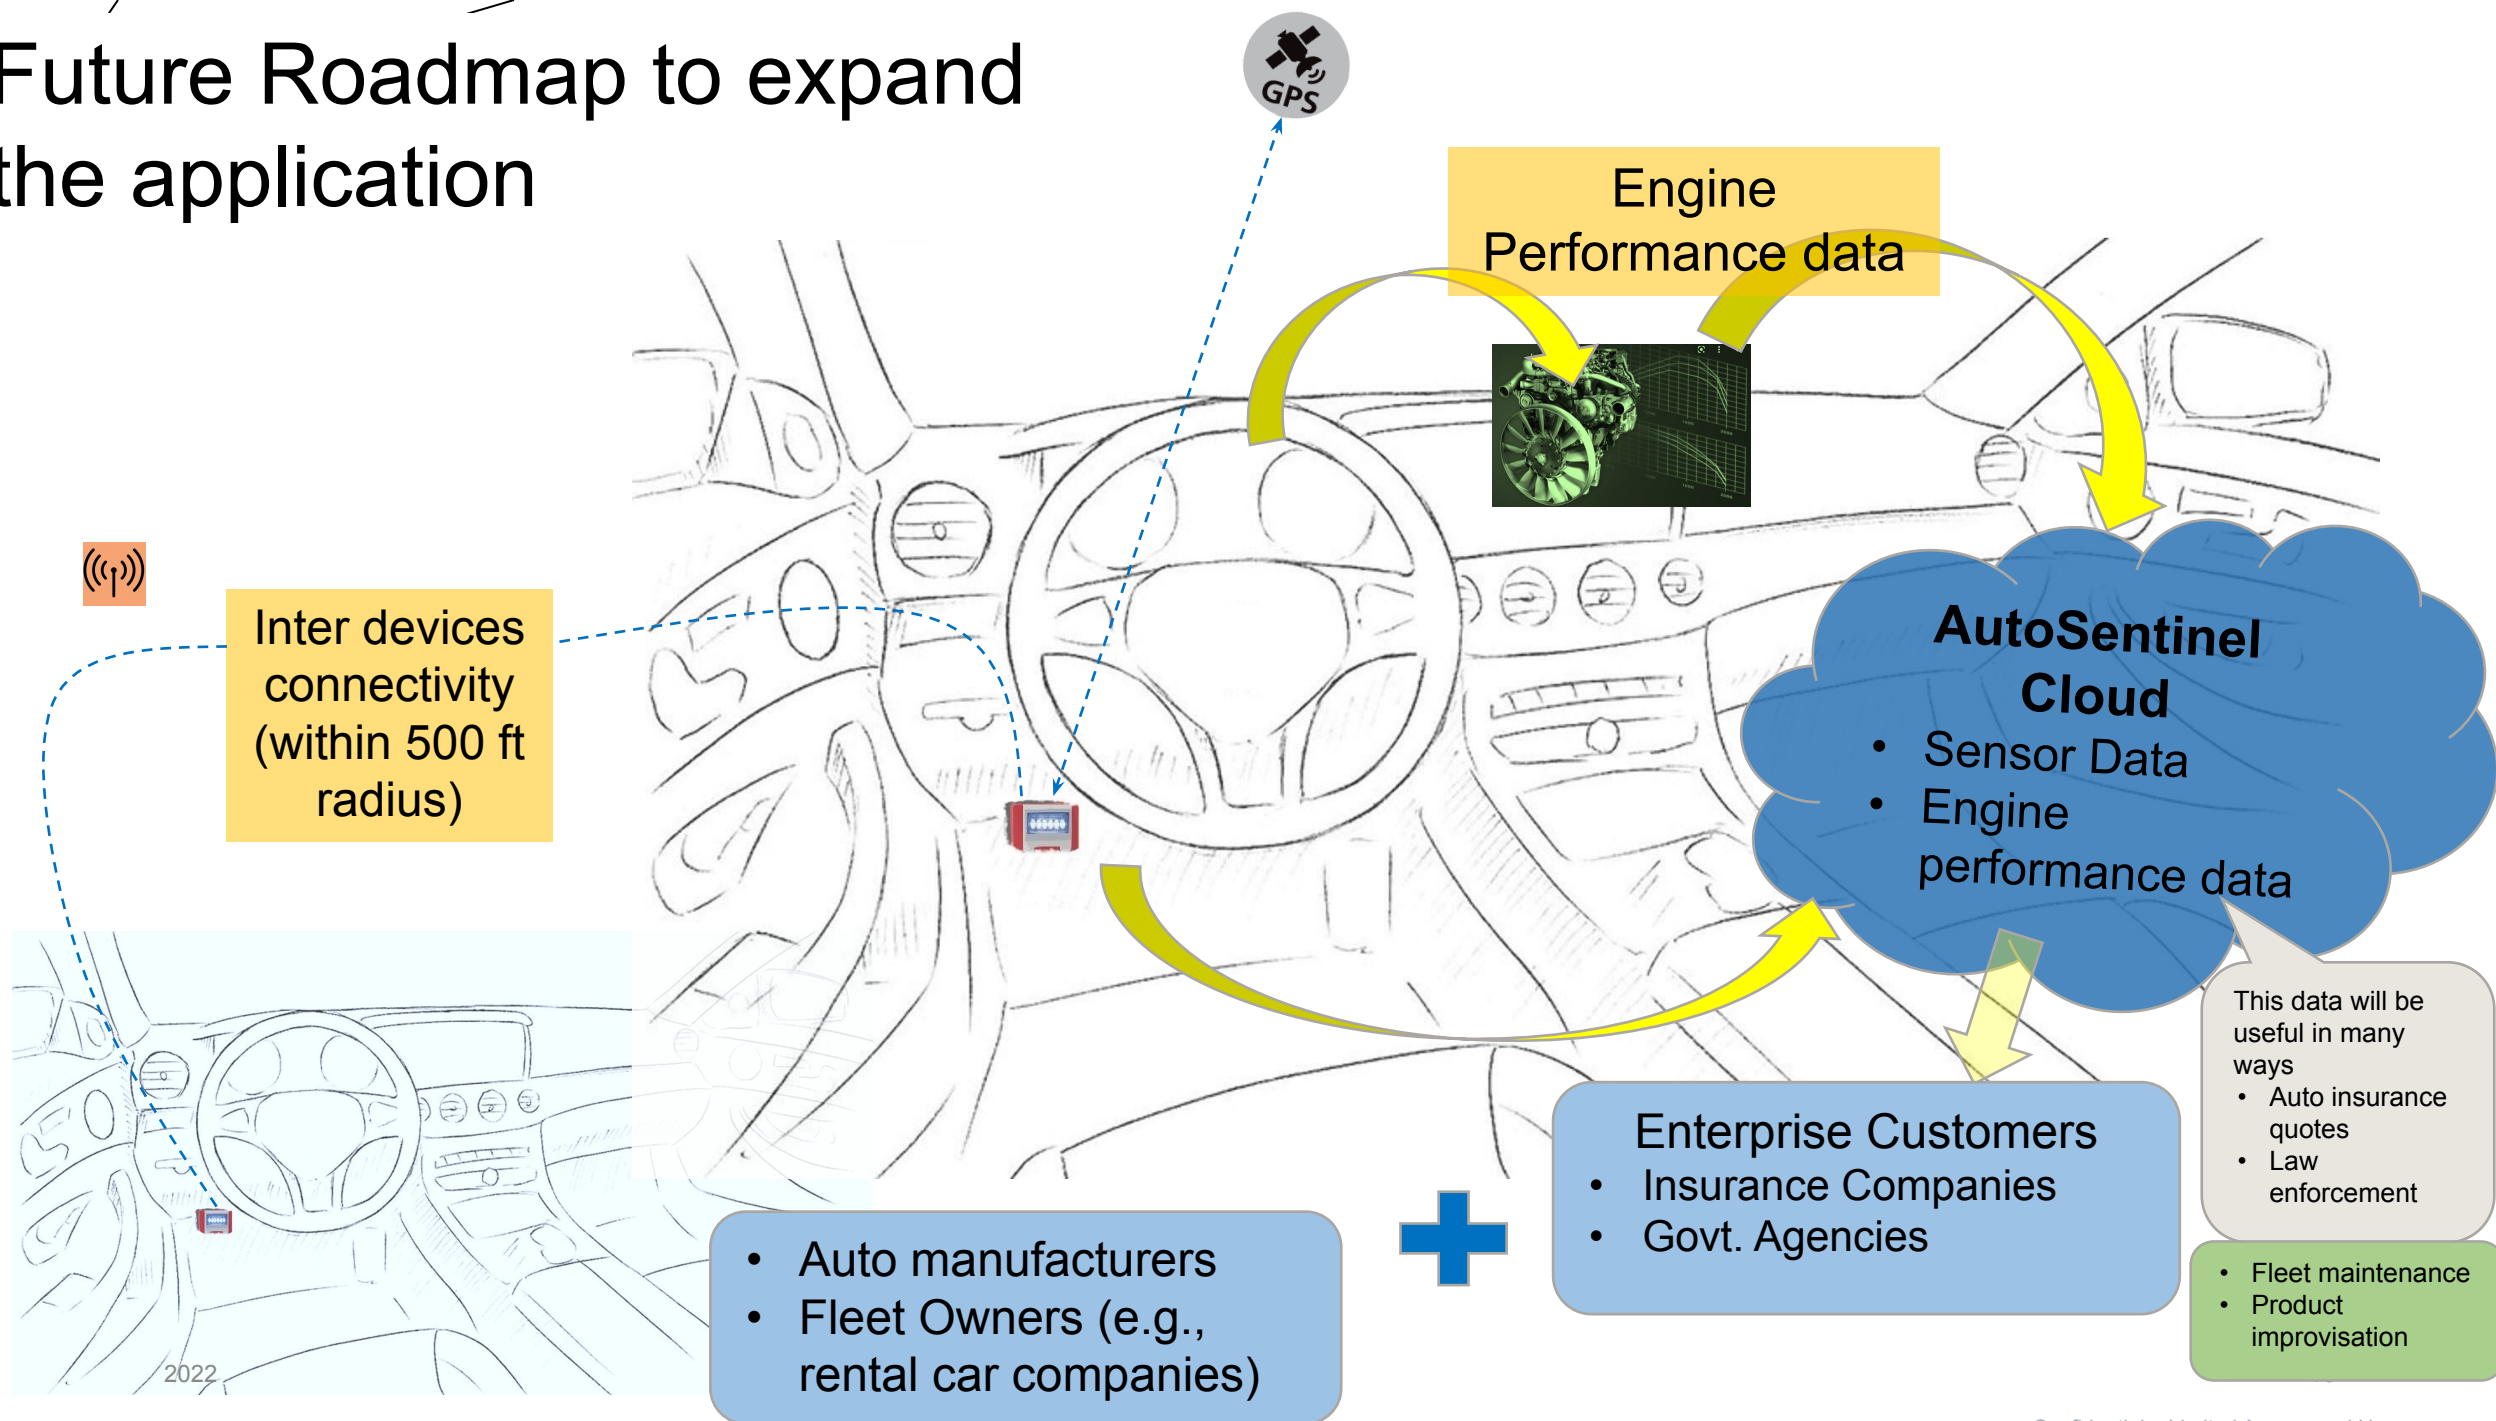 Future Roadmap to expand
the application
GPS
Engine
Performance data
Inter devices
connectivity
(within 500 ft
radius)
AutoSentinel
Cloud
• Sensor Data
• Engine
performance data
This data will be
useful in many
ways
• Auto insurance
quotes
• Law
enforcement
Enterprise Customers
• Insurance Companies
• Govt. Agencies
• Auto manufacturers
• Fleet Owners (e.g.,
rental car companies)
• Fleet maintenance
• Product
improvisation
2022